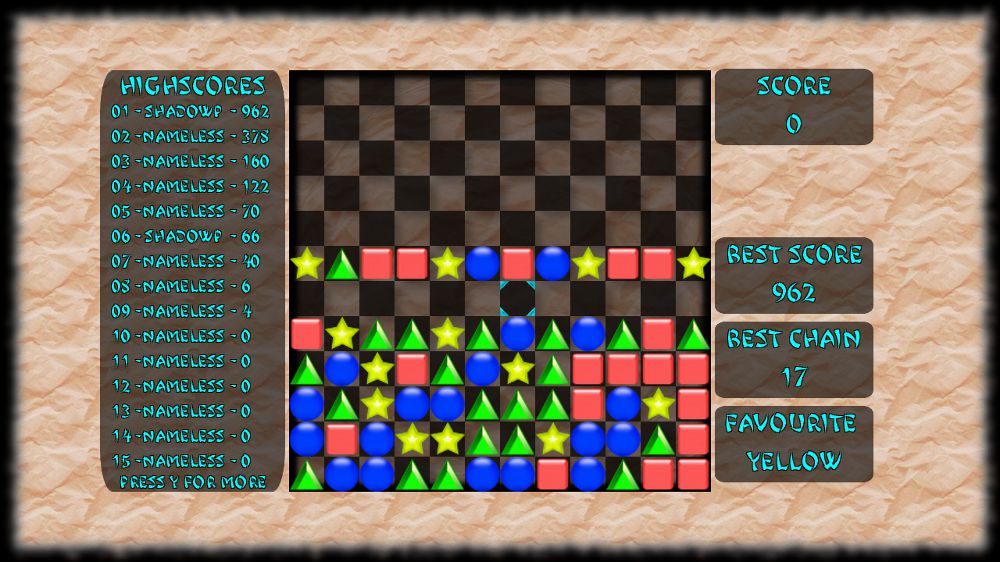 HIGHSCORES
01 - SHADOWP - 962
02 - NAMELESS - 378
03 - NAMELESS - 160
04 - NAMELESS - 122
05 - NAMELESS - 70
06 - SHADOWP - 66
07 - NAMELESS - 40
08 - NAMELESS - 6
09 - NAMELESS - 4
10 - NAMELESS - 0
11 - NAMELESS - 0
12 - NAMELESS - 0
13 - NAMELESS - 0
14 - NAMELESS - 0
15 - NAMELESS - 0
PRESS Y FOR MORE
SCORE
0
BEST SCORE
962
BEST CHAIN
17
FAVOURITE
YELLOW